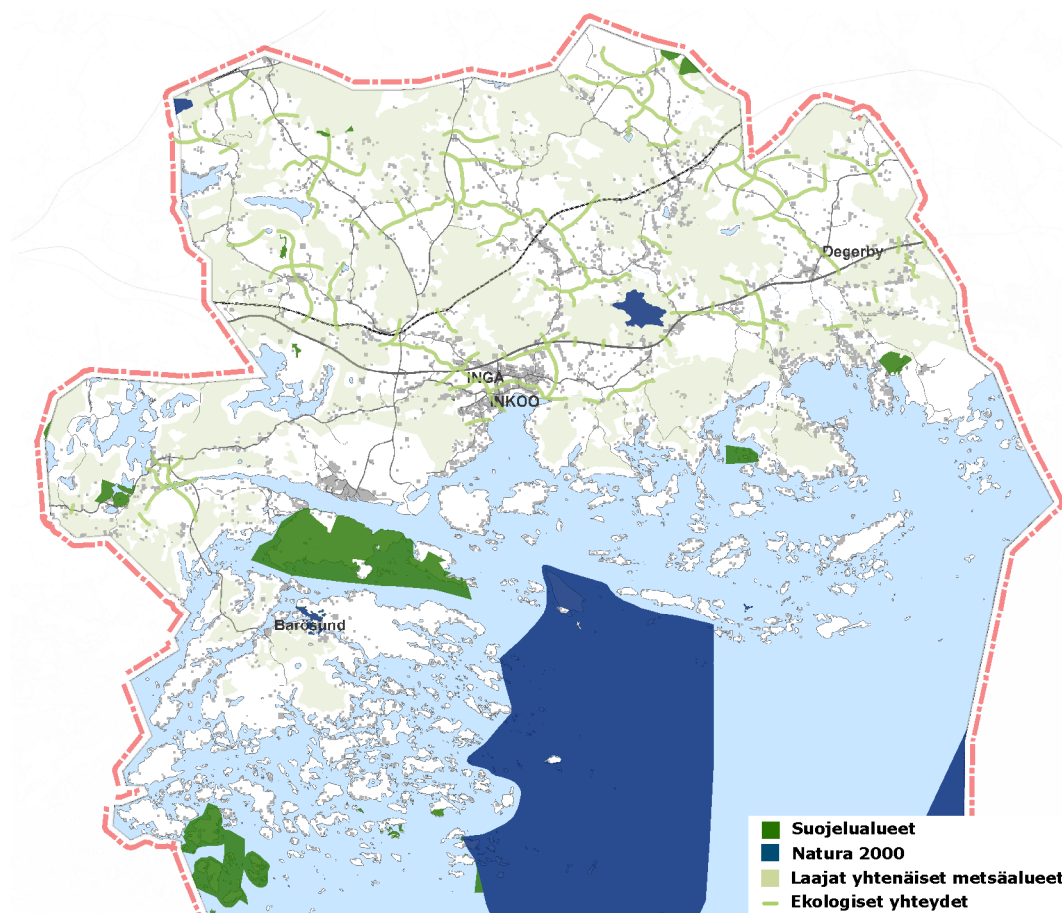 Degerby
INGÅ
INKOO
Barösund
Suojelualueet
Natura 2000
Laajat yhtenäiset metsäalueet
Ekologiset yhteydet